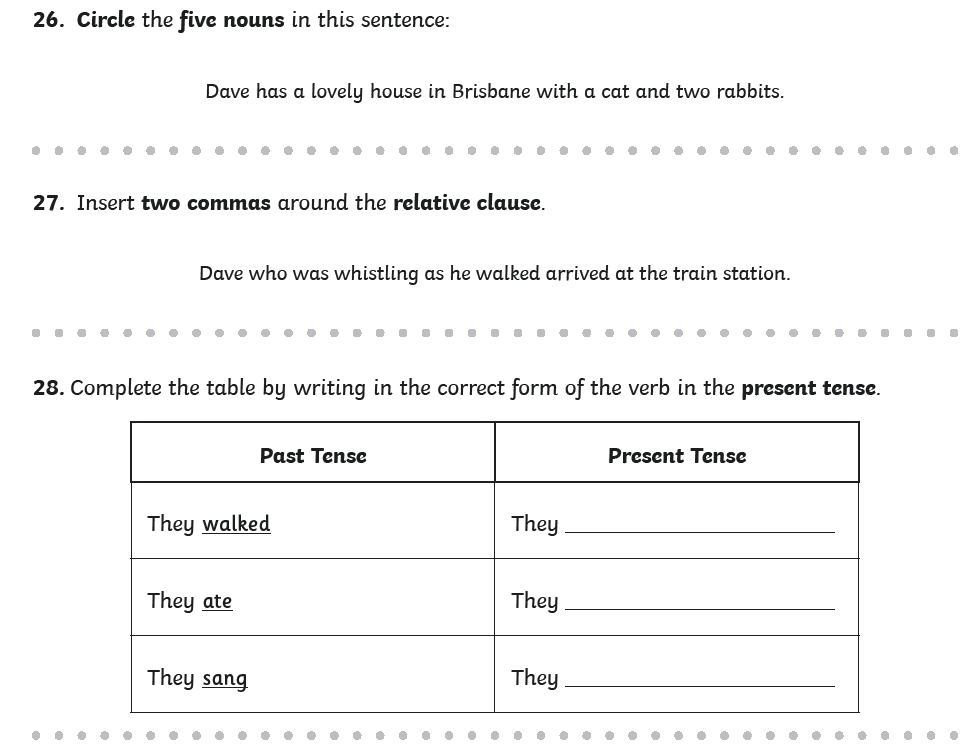 26. Circle the five nouns in this sentence:
Dave has a lovely house in Brisbane with a cat and two rabbits.
27. Insert two commas around the relative clause.
Dave who was whistling as he walked arrived at the train station.
28. Complete the table by writing in the correct form of the verb in the present tense.
Past Tense Present Tense
They walked They
They ate They
They sang They